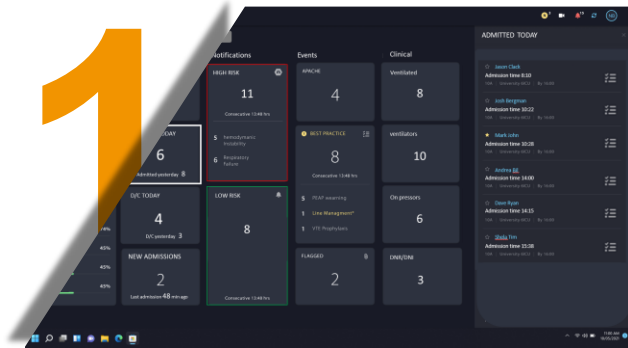 1
Notifications
Events
Clinical
ADMITTED TODAY
HIGH RISK
11
Consecutive 13:48 hrs
5 hemodynamic
instability
6 Respiratory
failure
APACHE
4
Ventilated
8
ODAY
6
Admitted yesterday 8
BEST PRACTICE
8
Consecutive 13:48 hrs
5 PEAP weaning
1 Line Managment*
1 VTE Prophylaxis
ventilators
10
D/C TODAY
4
D/C yesterday 3
LOW RISK
8
Consecutive 13:48 hrs
On pressors
6
NEW ADMISSIONS
2
Last admission 48 min ago
FLAGGED
2
DNR/DNI
3
Jason Clack
Admission time 8:10
Josh Bergman
Admission time 10:22
Mark John
Admission time 10:28
Andrea
Admission time 14:00
Dave Ryan
Admission time 14:15
Sheila Tim
Admission time 15:38